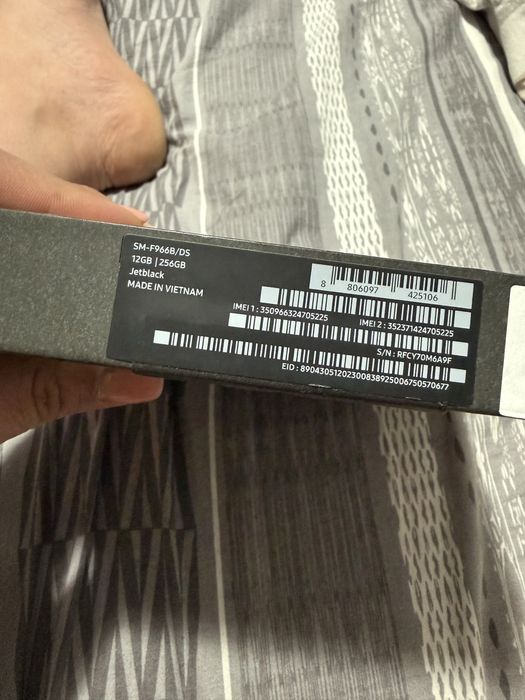 SM-F966B/DS
12GB | 256GB
Jetblack
MADE IN VIETNAM
8 806097 425106
IMEI 1 : 350966324705225
IMEI 2 : 352371424705225
S/N : RFCY70M6A9F
EID : 89043051202300838925006750570677